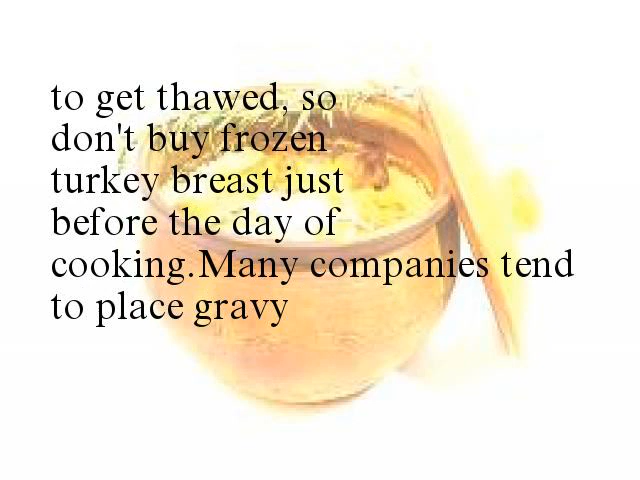 to get thawed, so
don't buy frozen
turkey breast just
before the day of
cooking.Many companies tend
to place gravy